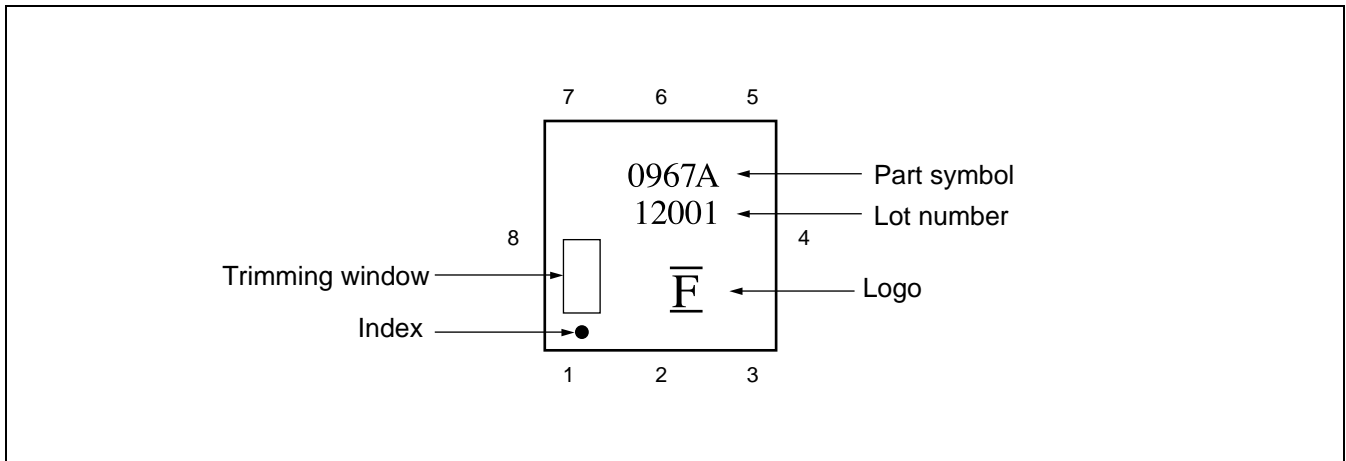 7 6 5
0967A
Part symbol
12001
Lot number
8
4
Trimming window
F
Logo
Index
1 2 3